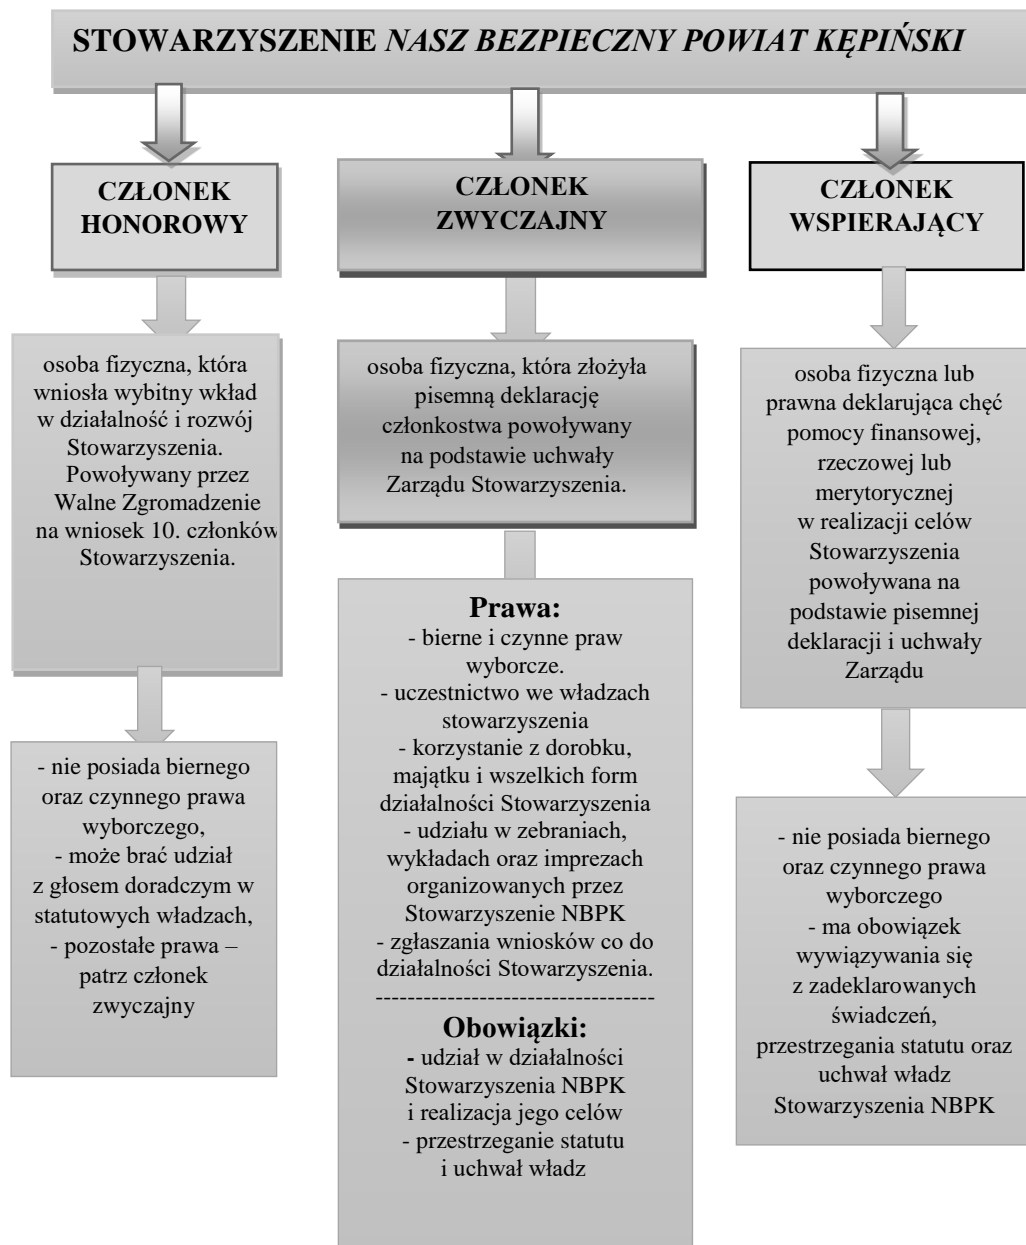 STOWARZYSZENIE NASZ BEZPIECZNY POWIAT KĘPIŃSKI
CZŁONEK
HONOROWY
osoba fizyczna, która
wniosła wybitny wkład
w działalność i rozwój
Stowarzyszenia.
Powoływany przez
Walne Zgromadzenie
na wniosek 10. członków
Stowarzyszenia.
- nie posiada biernego
oraz czynnego prawa
wyborczego,
- może brać udział
z głosem doradczym w
statutowych władzach,
- pozostałe prawa –
patrz członek
zwyczajny
CZŁONEK
ZWYCZAJNY
osoba fizyczna, która złożyła
pisemną deklarację
członkostwa powoływany
na podstawie uchwały
Zarządu Stowarzyszenia.
Prawa:
- bierne i czynne praw
wyborcze.
- uczestnictwo we władzach
stowarzyszenia
- korzystanie z dorobku,
majątku i wszelkich form
działalności Stowarzyszenia
- udziału w zebraniach,
wykładach oraz imprezach
organizowanych przez
Stowarzyszenie NBPK
- zgłaszania wniosków co do
działalności Stowarzyszenia.
-----------------------------------
Obowiązki:
- udział w działalności
Stowarzyszenia NBPK
i realizacja jego celów
- przestrzeganie statutu
i uchwał władz
CZŁONEK
WSPIERAJĄCY
osoba fizyczna lub
prawna deklarująca chęć
pomocy finansowej,
rzeczowej lub
merytorycznej
w realizacji celów
Stowarzyszenia
powoływana na
podstawie pisemnej
deklaracji i uchwały
Zarządu
- nie posiada biernego
oraz czynnego prawa
wyborczego
- ma obowiązek
wywiązywania się
z zadeklarowanych
świadczeń,
przestrzegania statutu oraz
uchwał władz
Stowarzyszenia NBPK